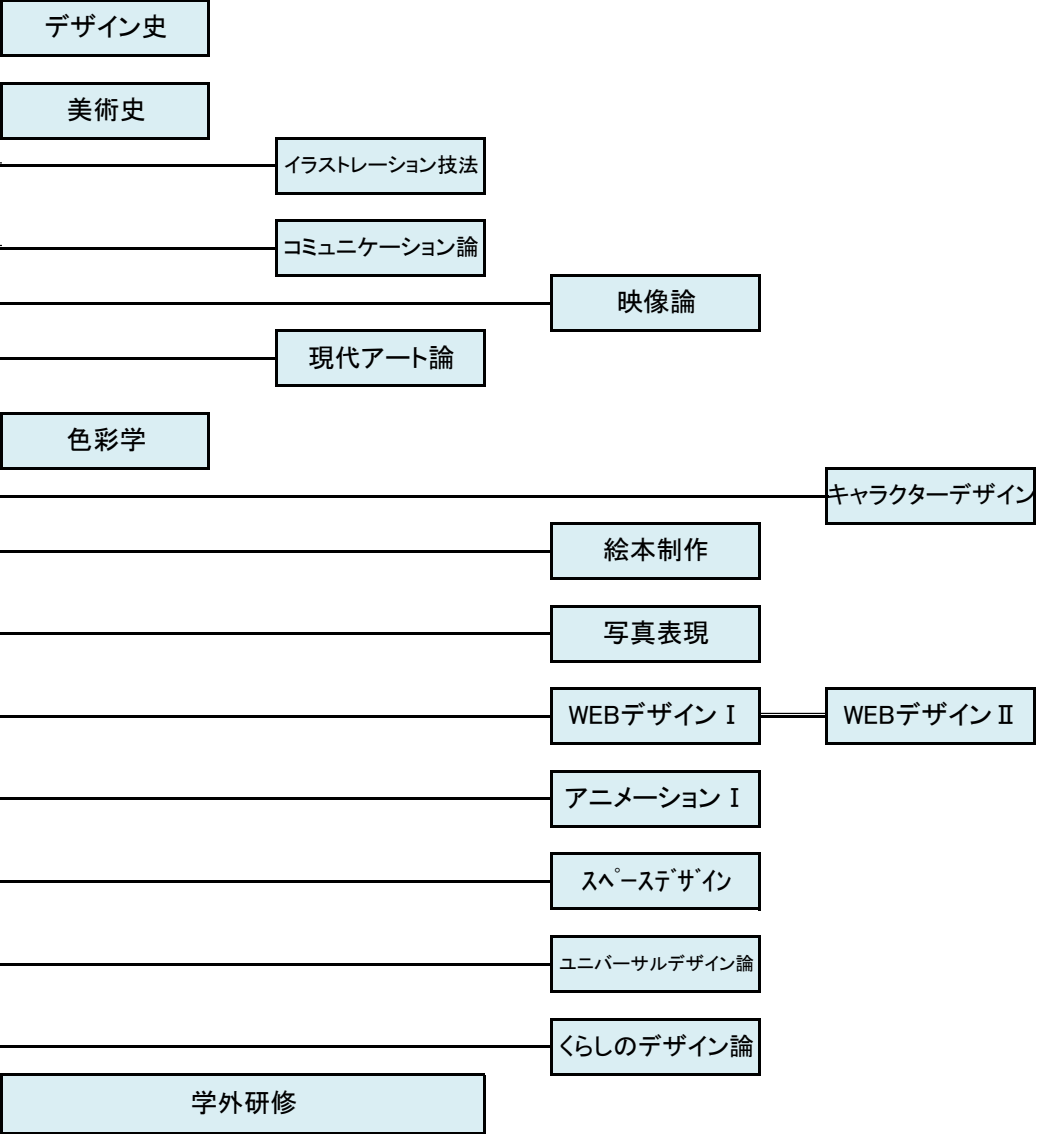 デザイン史
美術史
イラストレーション技法
コミュニケーション論
映像論
現代アート論
色彩学
キャラクターデザイン
絵本制作
写真表現
WEBデザインⅠ
WEBデザインⅡ
アニメーションⅠ
ｽﾍﾟｰｽﾃﾞｻﾞｲﾝ
ユニバーサルデザイン論
くらしのデザイン論
学外研修